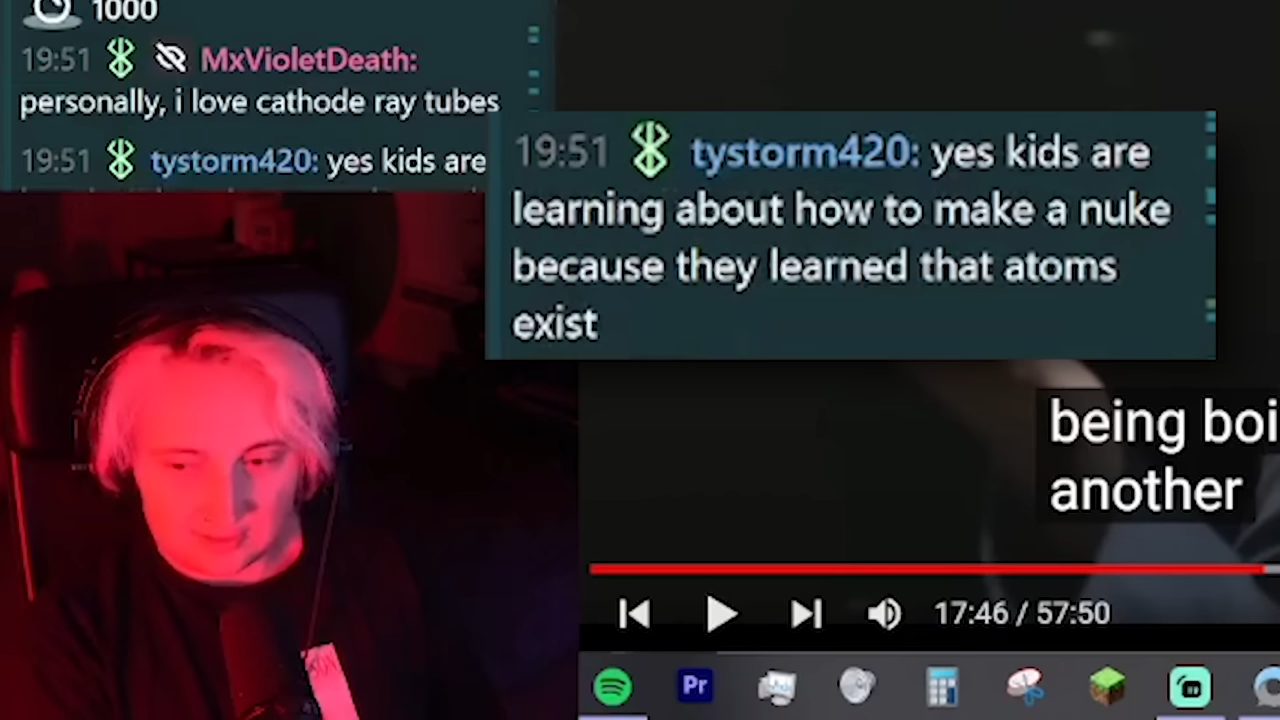 1000
19:51 MxVioletDeath:
personally, i love cathode ray tubes
19:51 tystorm420: yes kids are
19:51 tystorm420: yes kids are
learning about how to make a nuke
because they learned that atoms
exist
being boi
another
17:46 / 57:50
Pr